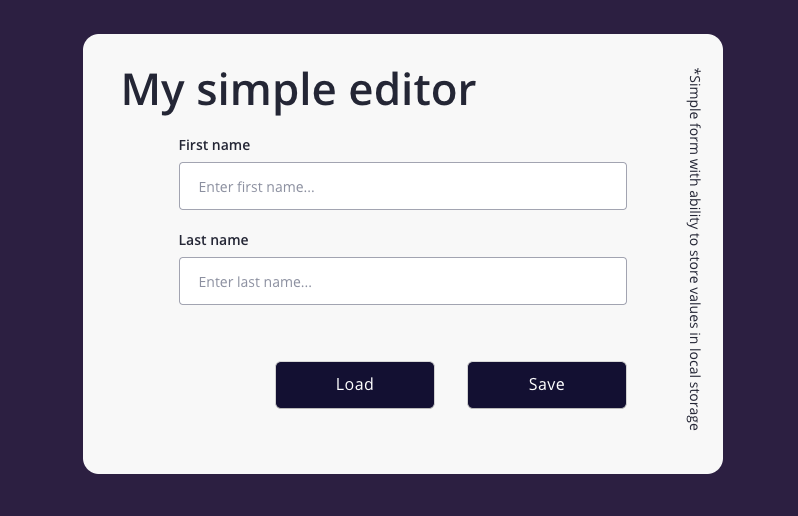 My simple editor
First name
Enter first name...
Last name
Enter last name...
Load
Save
*Simple form with ability to store values in local storage